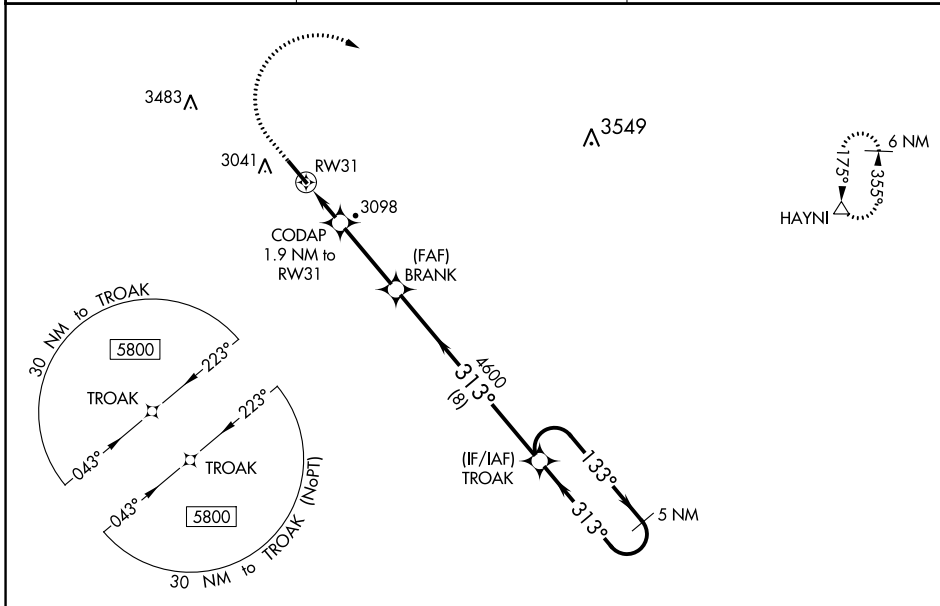 3483
3549
3041
RW31
6 NM
175°
355°
HAYNI
3098
CODAP
1.9 NM to
RW31
(FAF)
BRANK
30 NM to TROAK
5800
223°
TROAK
043°
4600
313°
(8)
223°
TROAK
043°
5800
30 NM to TROAK (NoPT)
(IF/IAF)
TROAK
133°
313°
5 NM